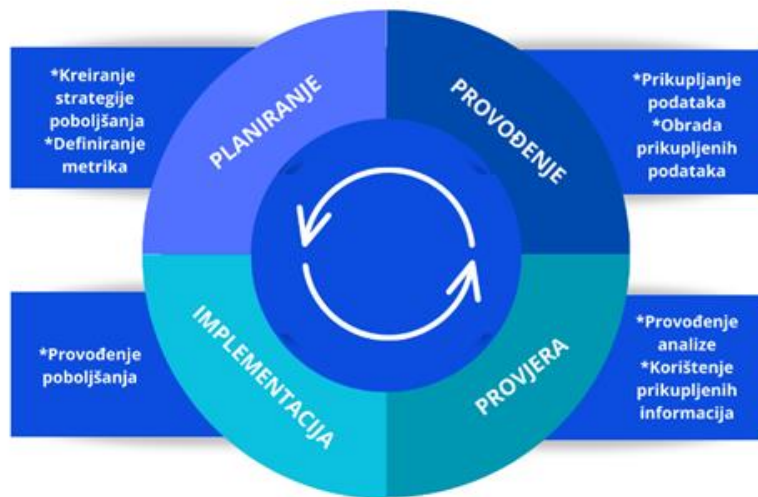 *Kreiranje
strategije
poboljšanja
*Definiranje
metrika
PLANIRANJE
PROVOĐENJE
*Prikupljanje
podataka
*Obrada
prikupljenih
podataka
*Provođenje
poboljšanja
IMPLEMENTACIJA
PROVJERA
*Provođenje
analize
*Korištenje
prikupljenih
informacija